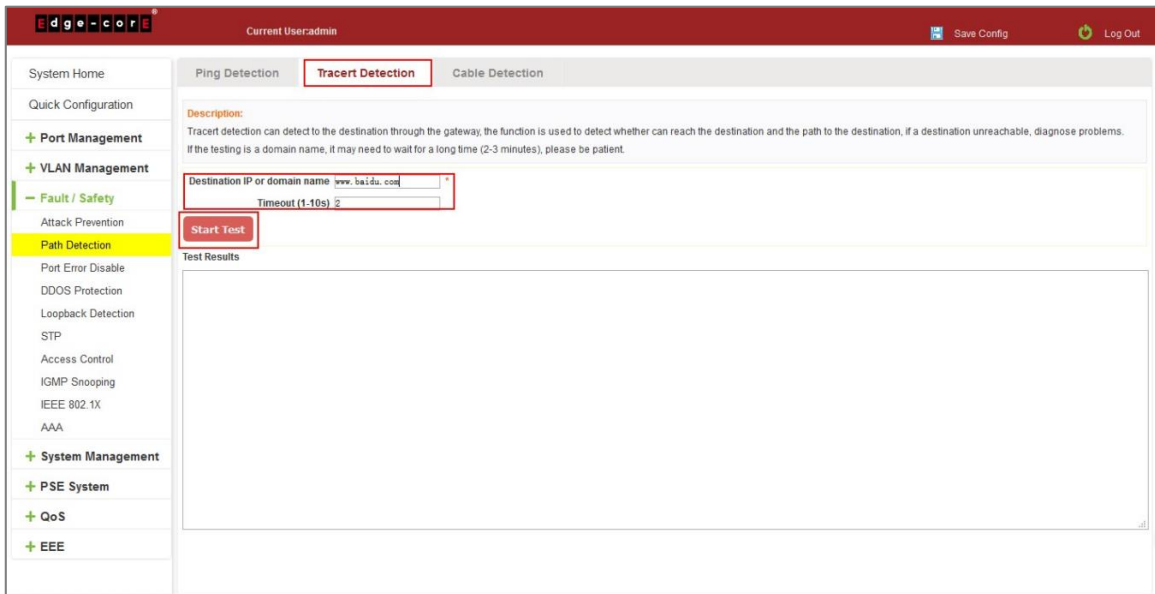 Edge-corE®
Current User:admin
Save Config
Log Out
System Home
Quick Configuration
+ Port Management
+ VLAN Management
− Fault / Safety
Attack Prevention
Path Detection
Port Error Disable
DDOS Protection
Loopback Detection
STP
Access Control
IGMP Snooping
IEEE 802.1X
AAA
+ System Management
+ PSE System
+ QoS
+ EEE
Ping Detection
Tracert Detection
Cable Detection
Description:
Tracert detection can detect to the destination through the gateway, the function is used to detect whether can reach the destination and the path to the destination, if a destination unreachable, diagnose problems.
If the testing is a domain name, it may need to wait for a long time (2-3 minutes), please be patient.
Destination IP or domain name www.baidu.com *
Timeout (1-10s) 2
Start Test
Test Results